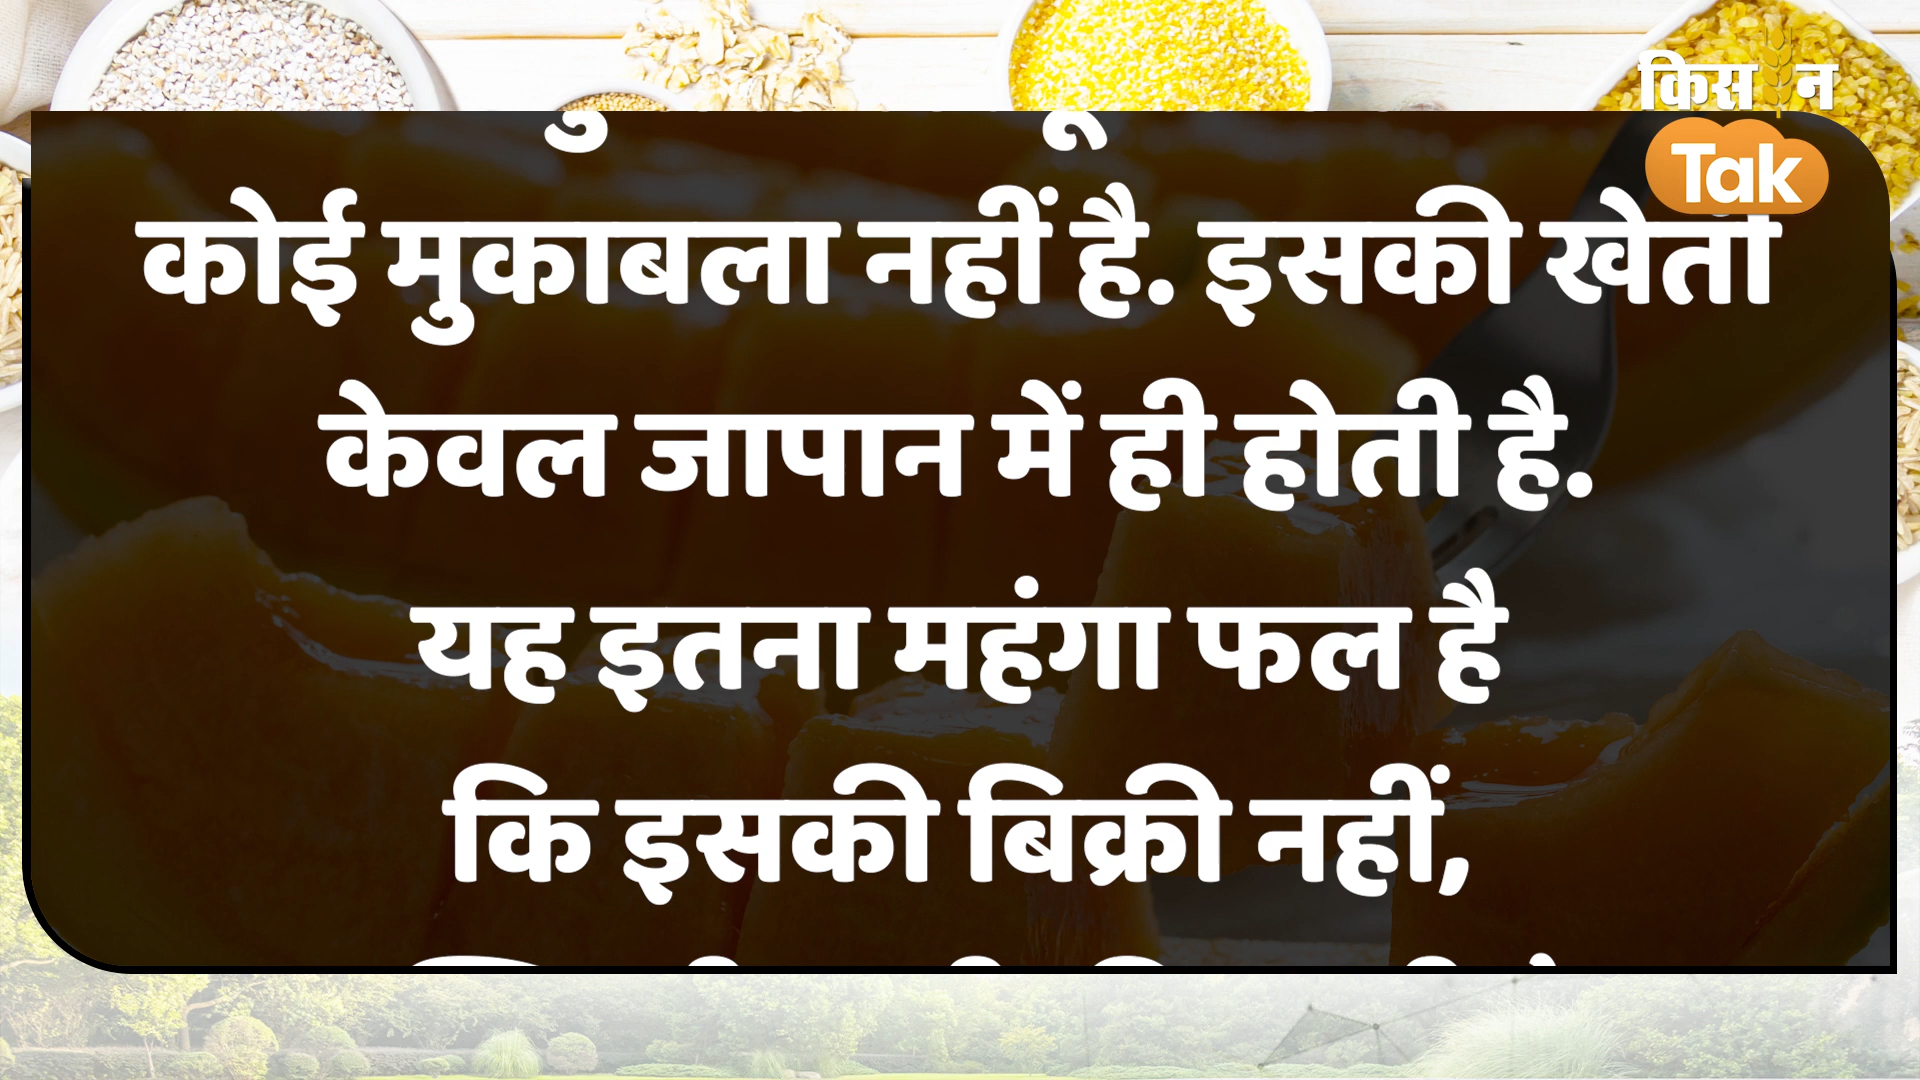 किसान
Tak
कोई मुकाबला नहीं है. इसकी खेती
केवल जापान में ही होती है.
यह इतना महंगा फल है
कि इसकी बिक्री नहीं,